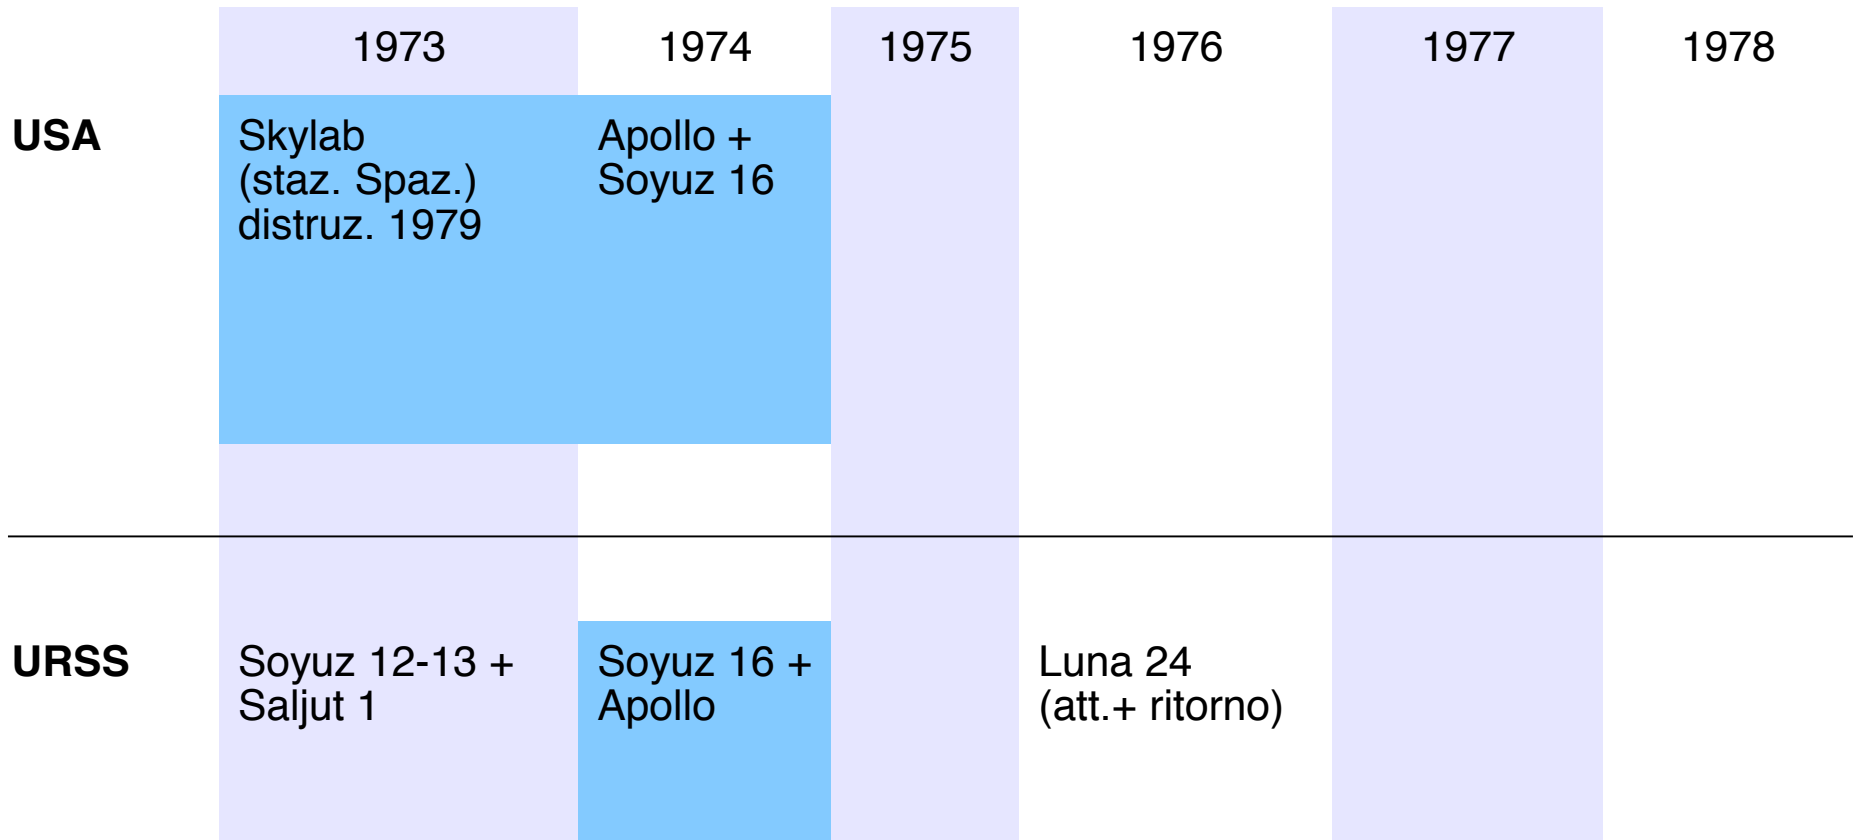 1973 1974 1975 1976 1977 1978
USA
Skylab
(staz. Spaz.)
distruz. 1979
Apollo +
Soyuz 16
URSS
Soyuz 12-13 +
Saljut 1
Soyuz 16 +
Apollo
Luna 24
(att.+ ritorno)